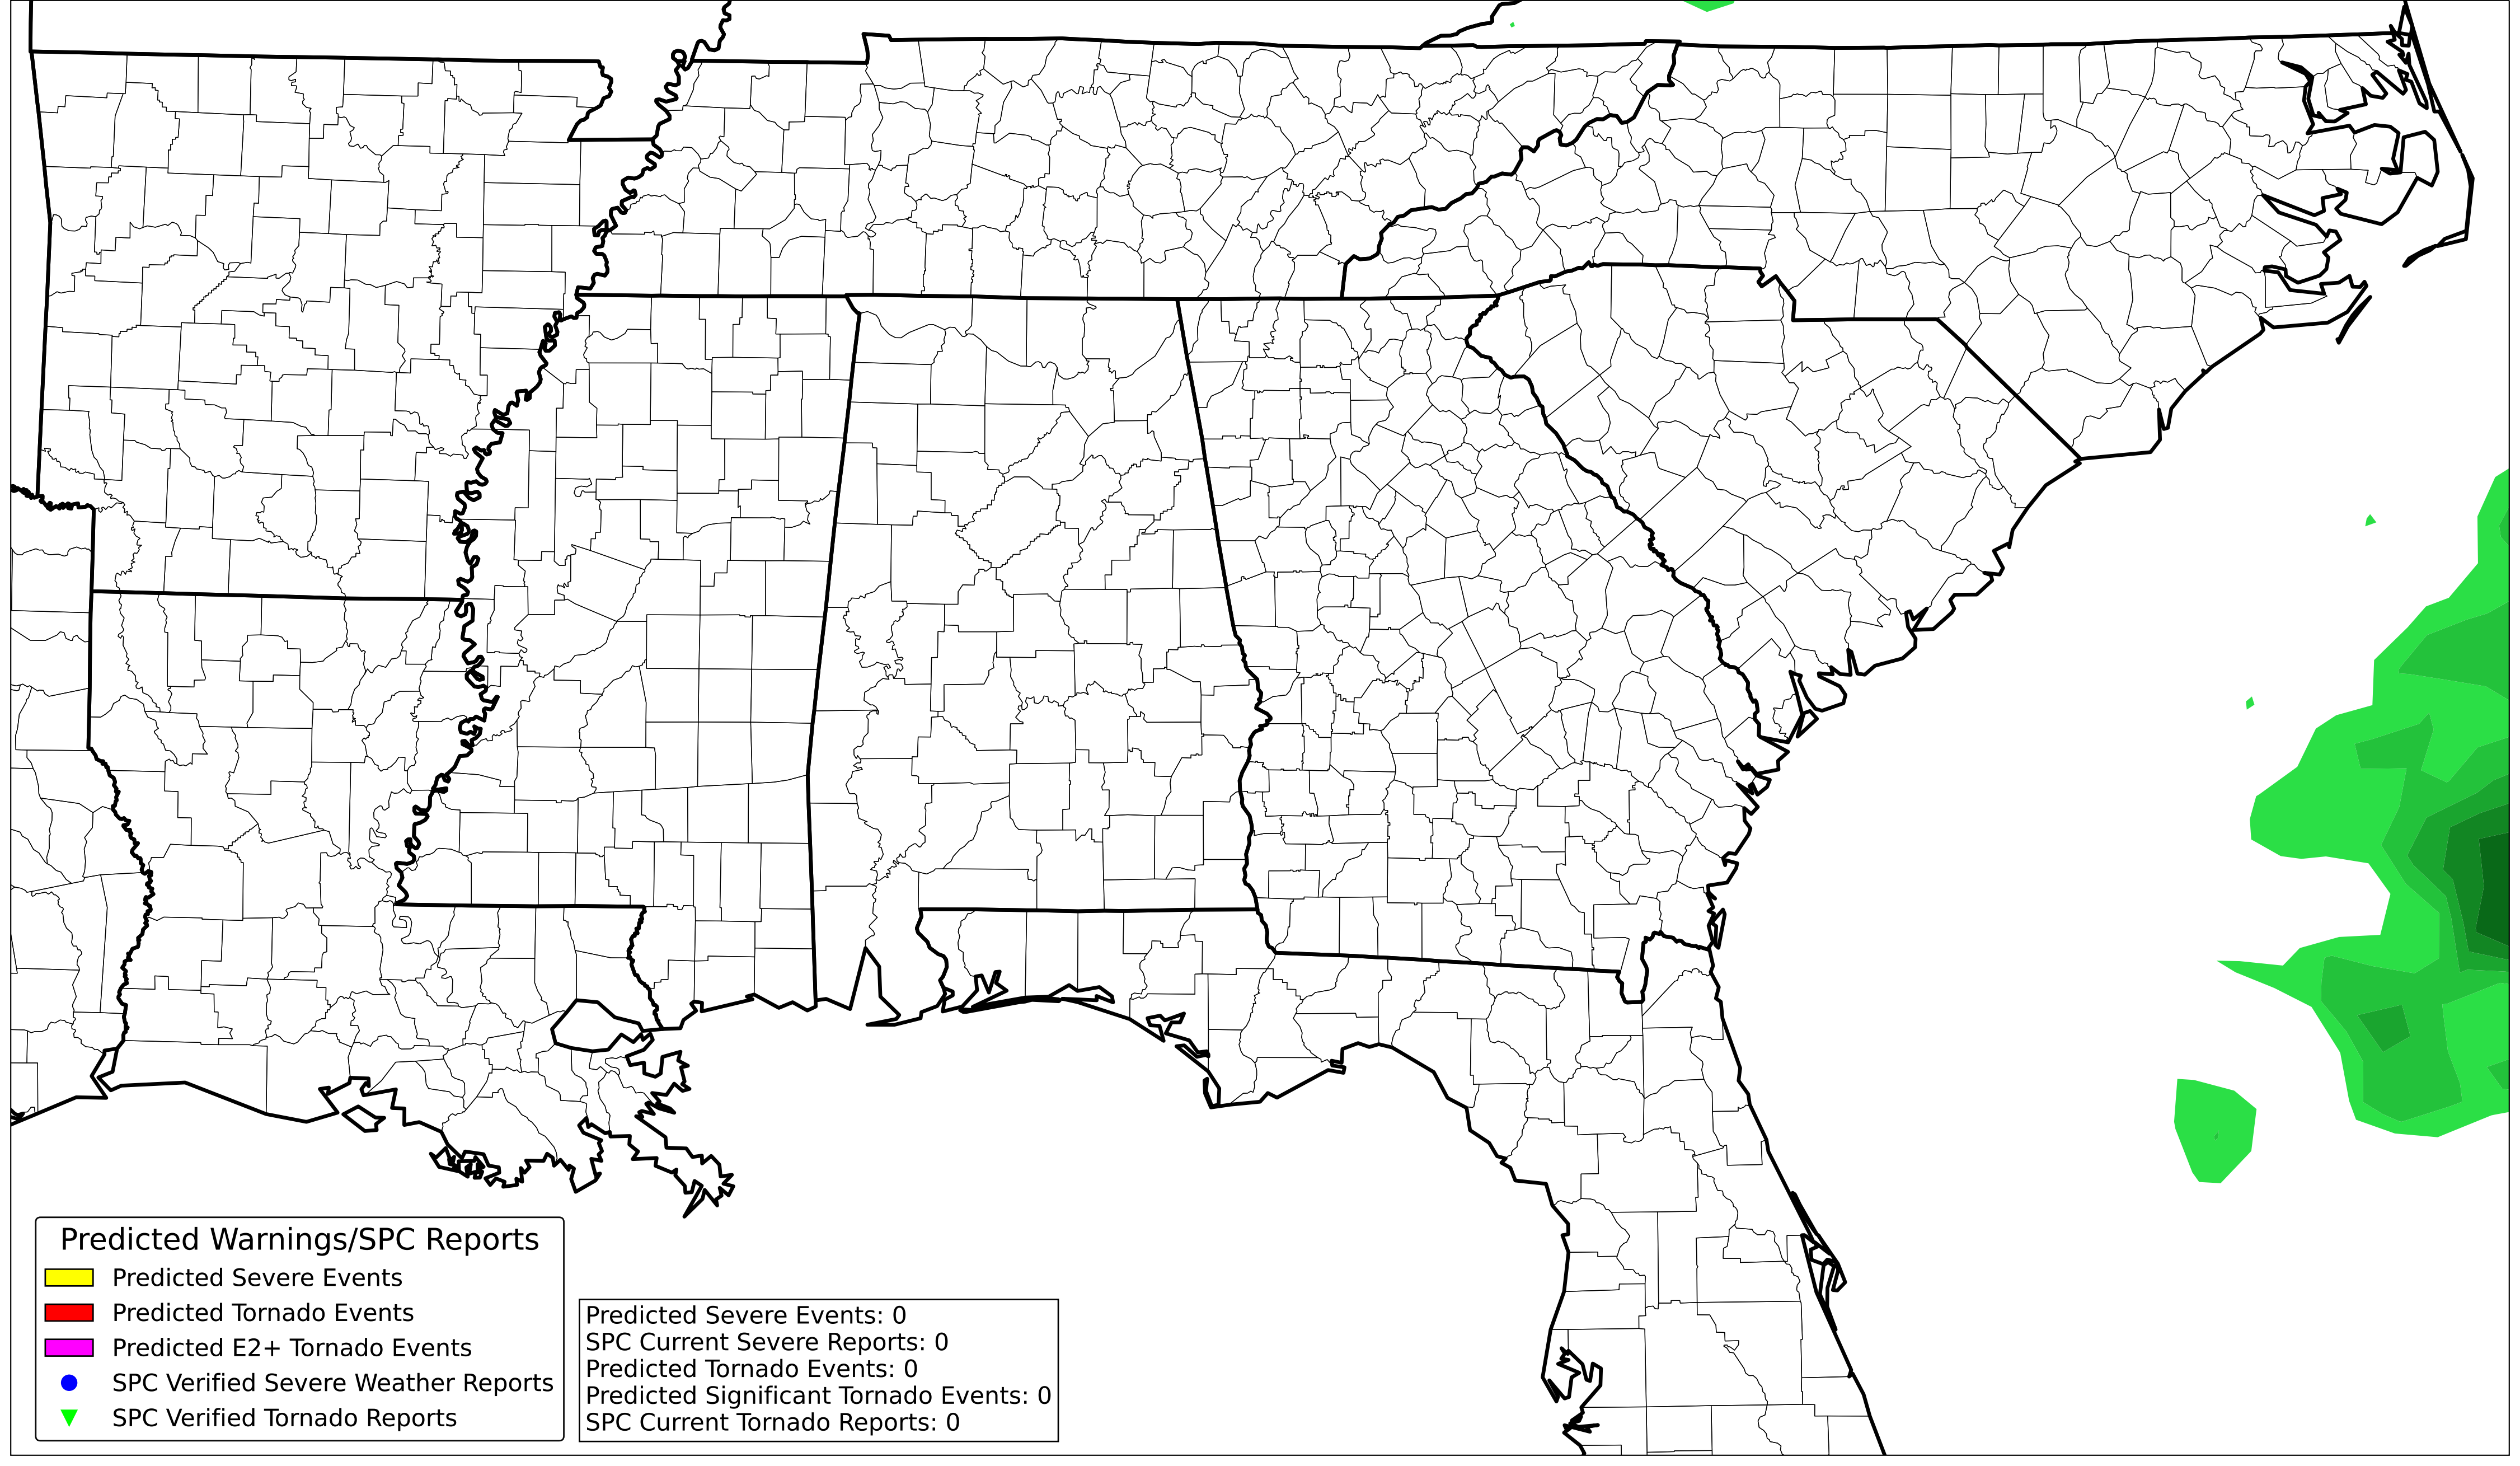 Predicted Warnings/SPC Reports
Predicted Severe Events
Predicted Tornado Events
Predicted E2+ Tornado Events
SPC Verified Severe Weather Reports
SPC Verified Tornado Reports
Predicted Severe Events: 0
SPC Current Severe Reports: 0
Predicted Tornado Events: 0
Predicted Significant Tornado Events: 0
SPC Current Tornado Reports: 0